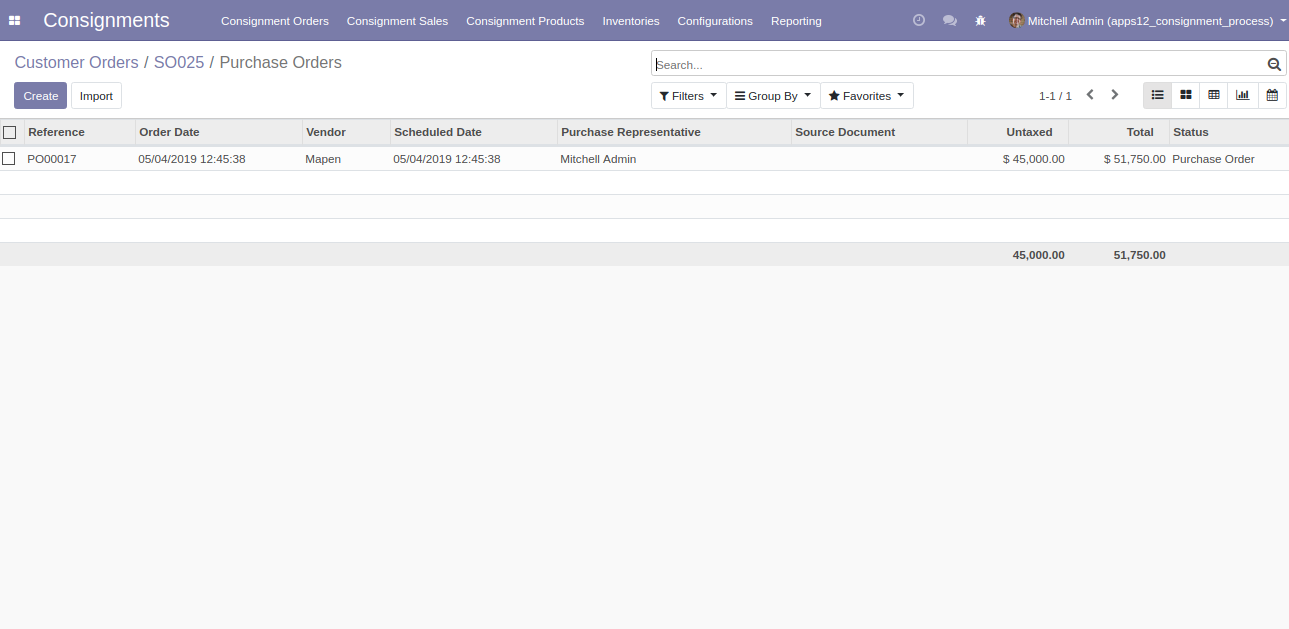 Consignments Consignment Orders Consignment Sales Consignment Products Inventories Configurations Reporting Mitchell Admin (apps12_consignment_process)
Customer Orders / SO025 / Purchase Orders
Search...
Create Import
Filters Group By Favorites 1-1 / 1
Reference Order Date Vendor Scheduled Date Purchase Representative Source Document Untaxed Total Status
PO00017 05/04/2019 12:45:38 Mapen 05/04/2019 12:45:38 Mitchell Admin $ 45,000.00 $ 51,750.00 Purchase Order
45,000.00 51,750.00